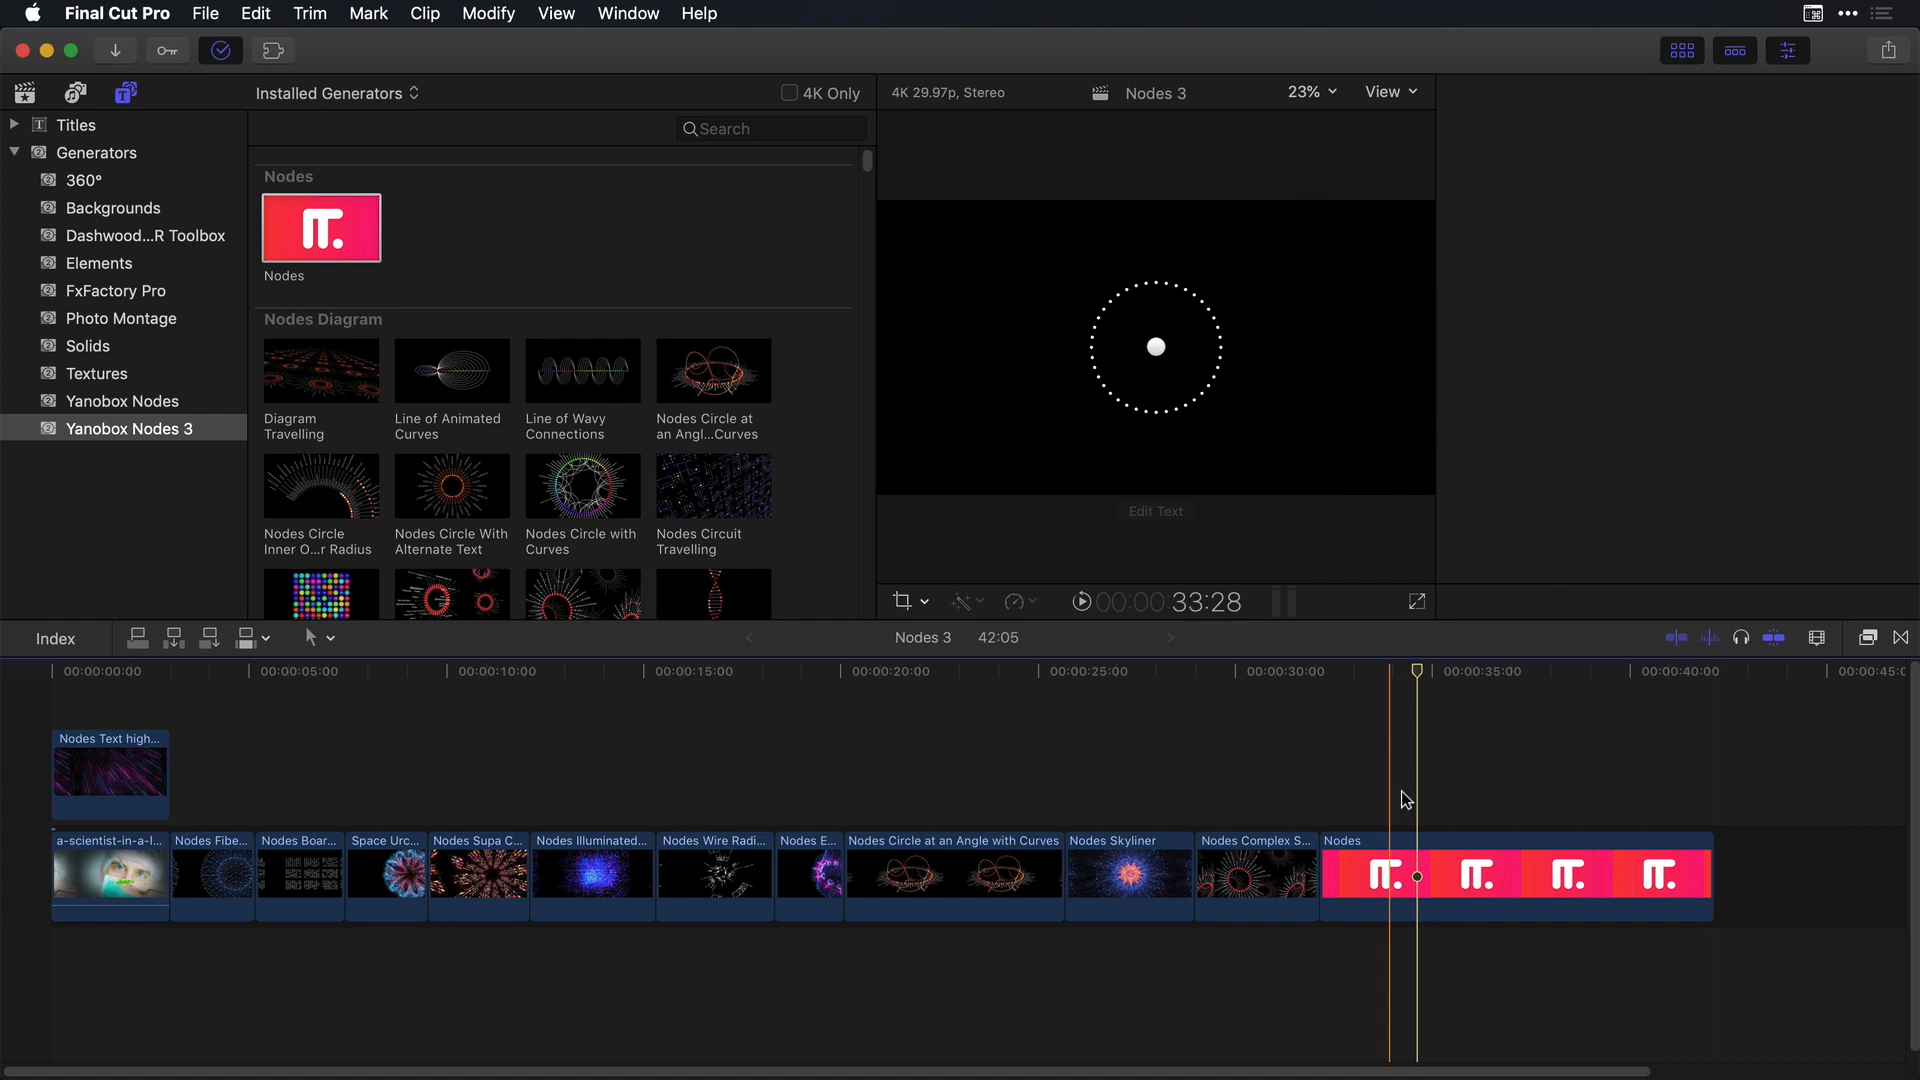 Final Cut Pro File Edit Trim Mark Clip Modify View Window Help
Installed Generators
4K Only
4K 29.97p, Stereo
Nodes 3
23%
View
Titles
Generators
360°
Backgrounds
Dashwood...R Toolbox
Elements
FxFactory Pro
Photo Montage
Solids
Textures
Yanobox Nodes
Yanobox Nodes 3
Search
Nodes
Nodes
Nodes Diagram
Diagram
Travelling
Line of Animated
Curves
Line of Wavy
Connections
Nodes Circle at
an Angl...Curves
Nodes Circle
Inner O...r Radius
Nodes Circle With
Alternate Text
Nodes Circle with
Curves
Nodes Circuit
Travelling
Edit Text
00:00:00:33:28
Index
Nodes 3 42:05
00:00:00:00 00:00:05:00 00:00:10:00 00:00:15:00 00:00:20:00 00:00:25:00 00:00:30:00 00:00:35:00 00:00:40:00 00:00:45:0
Nodes Text high...
a-scientist-in-a-l...
Nodes Fibe...
Nodes Boar...
Space Urc...
Nodes Supa C...
Nodes Illuminated...
Nodes Wire Radi...
Nodes E...
Nodes Circle at an Angle with Curves
Nodes Skyliner
Nodes Complex S...
Nodes